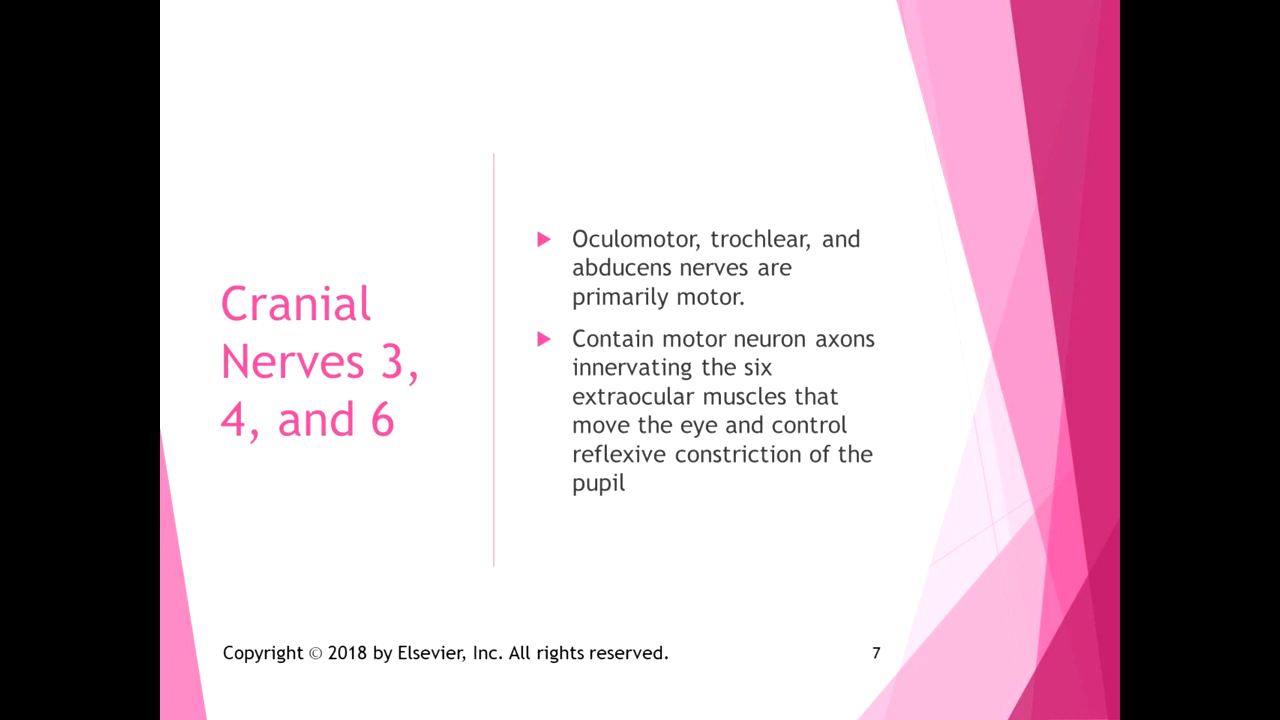 Cranial
Nerves 3,
4, and 6
Oculomotor, trochlear, and
abducens nerves are
primarily motor.
Contain motor neuron axons
innervating the six
extraocular muscles that
move the eye and control
reflexive constriction of the
pupil
Copyright © 2018 by Elsevier, Inc. All rights reserved.
7